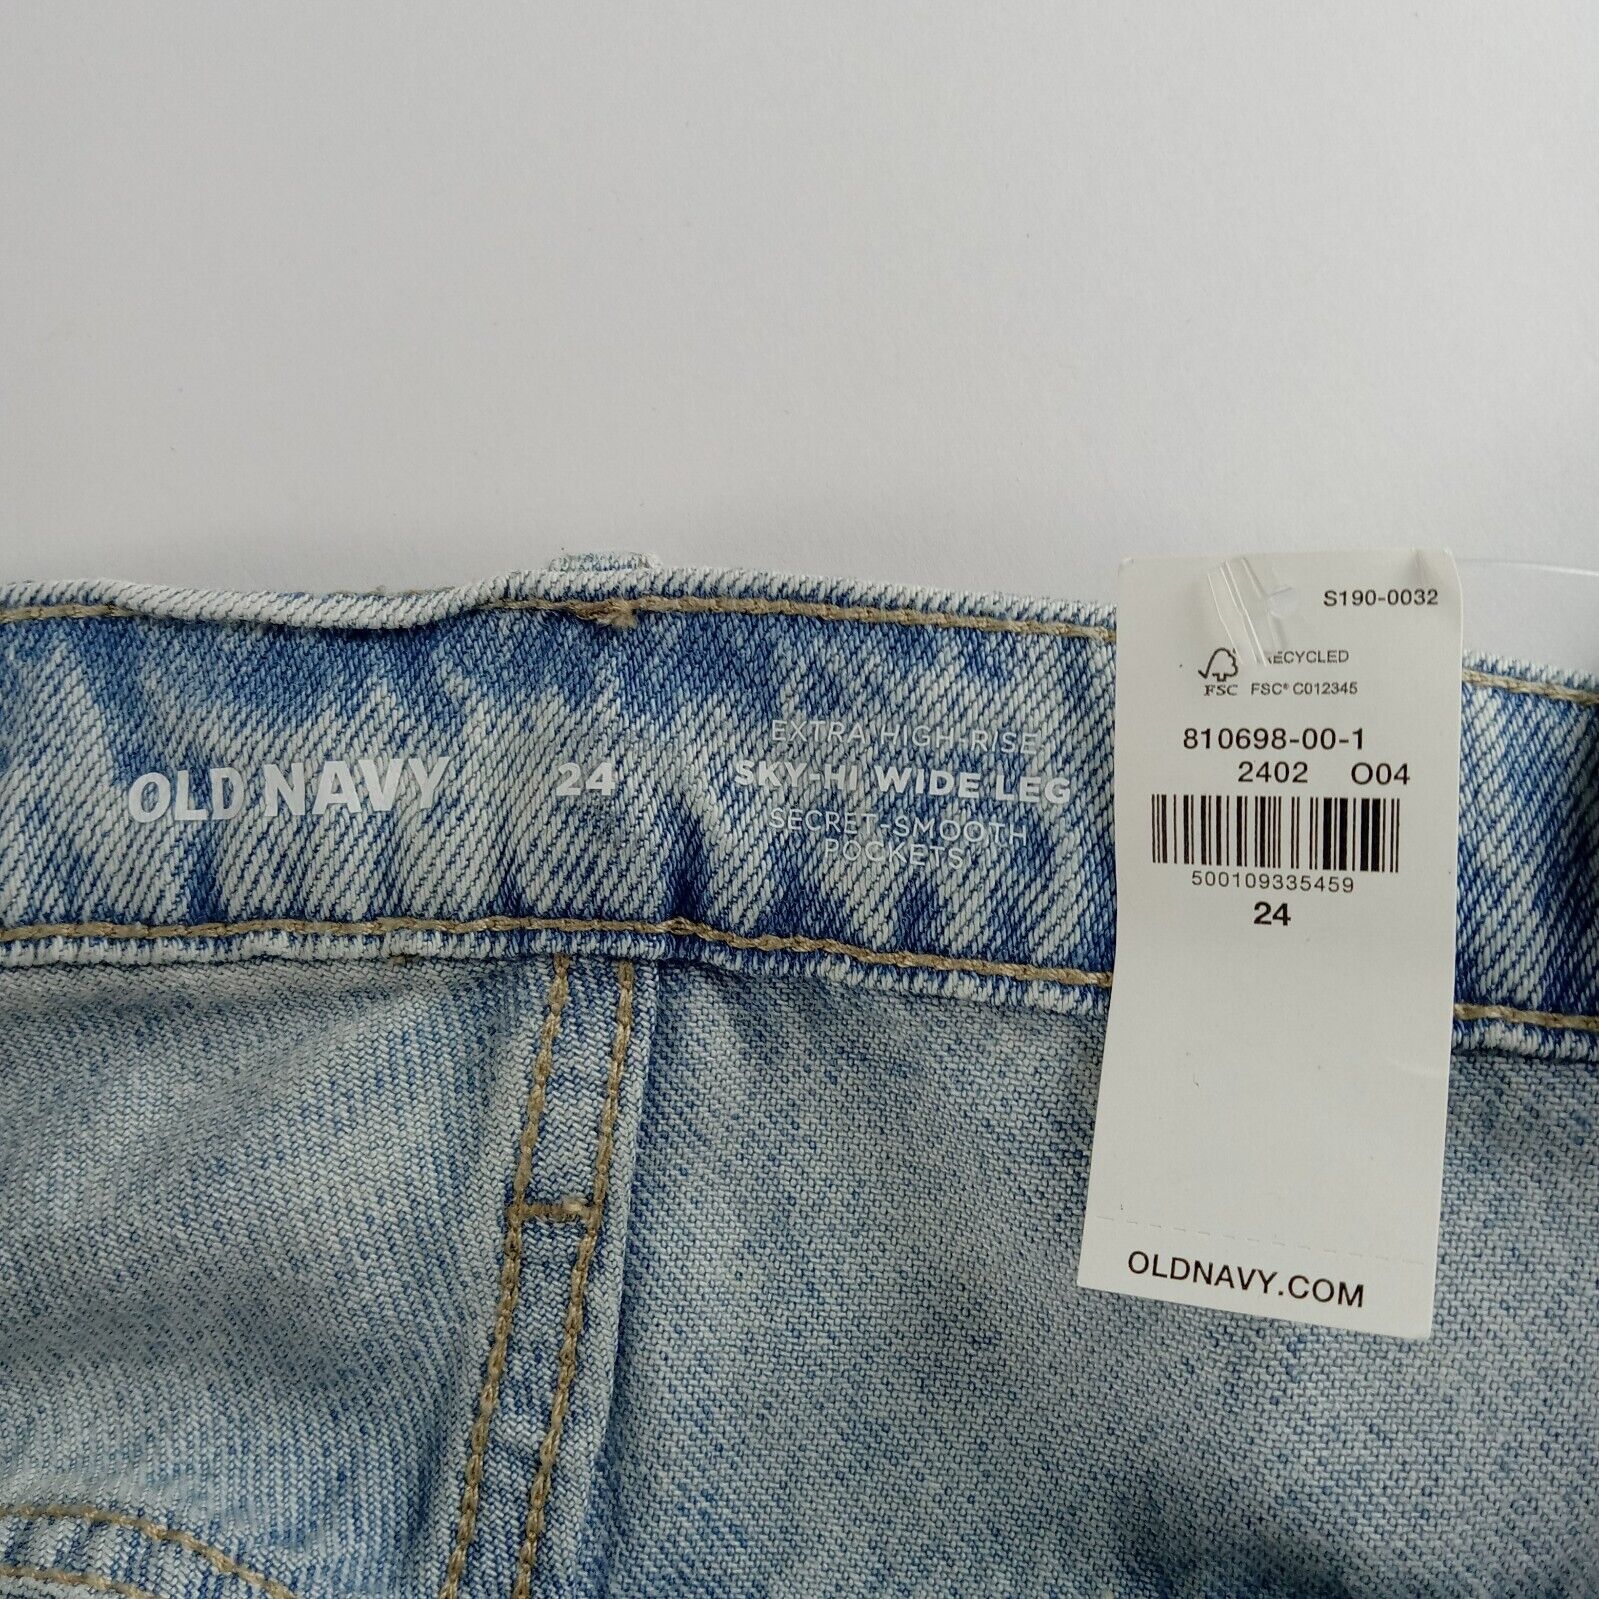 OLD NAVY
24
EXTRA HIGH-RISE
SKY-HI WIDE LEG
SECRET-SMOOTH
POCKETS
S190-0032
FSC
RECYCLED
FSC® C012345
810698-00-1
2402 O04
500109335459
24
OLDNAVY.COM